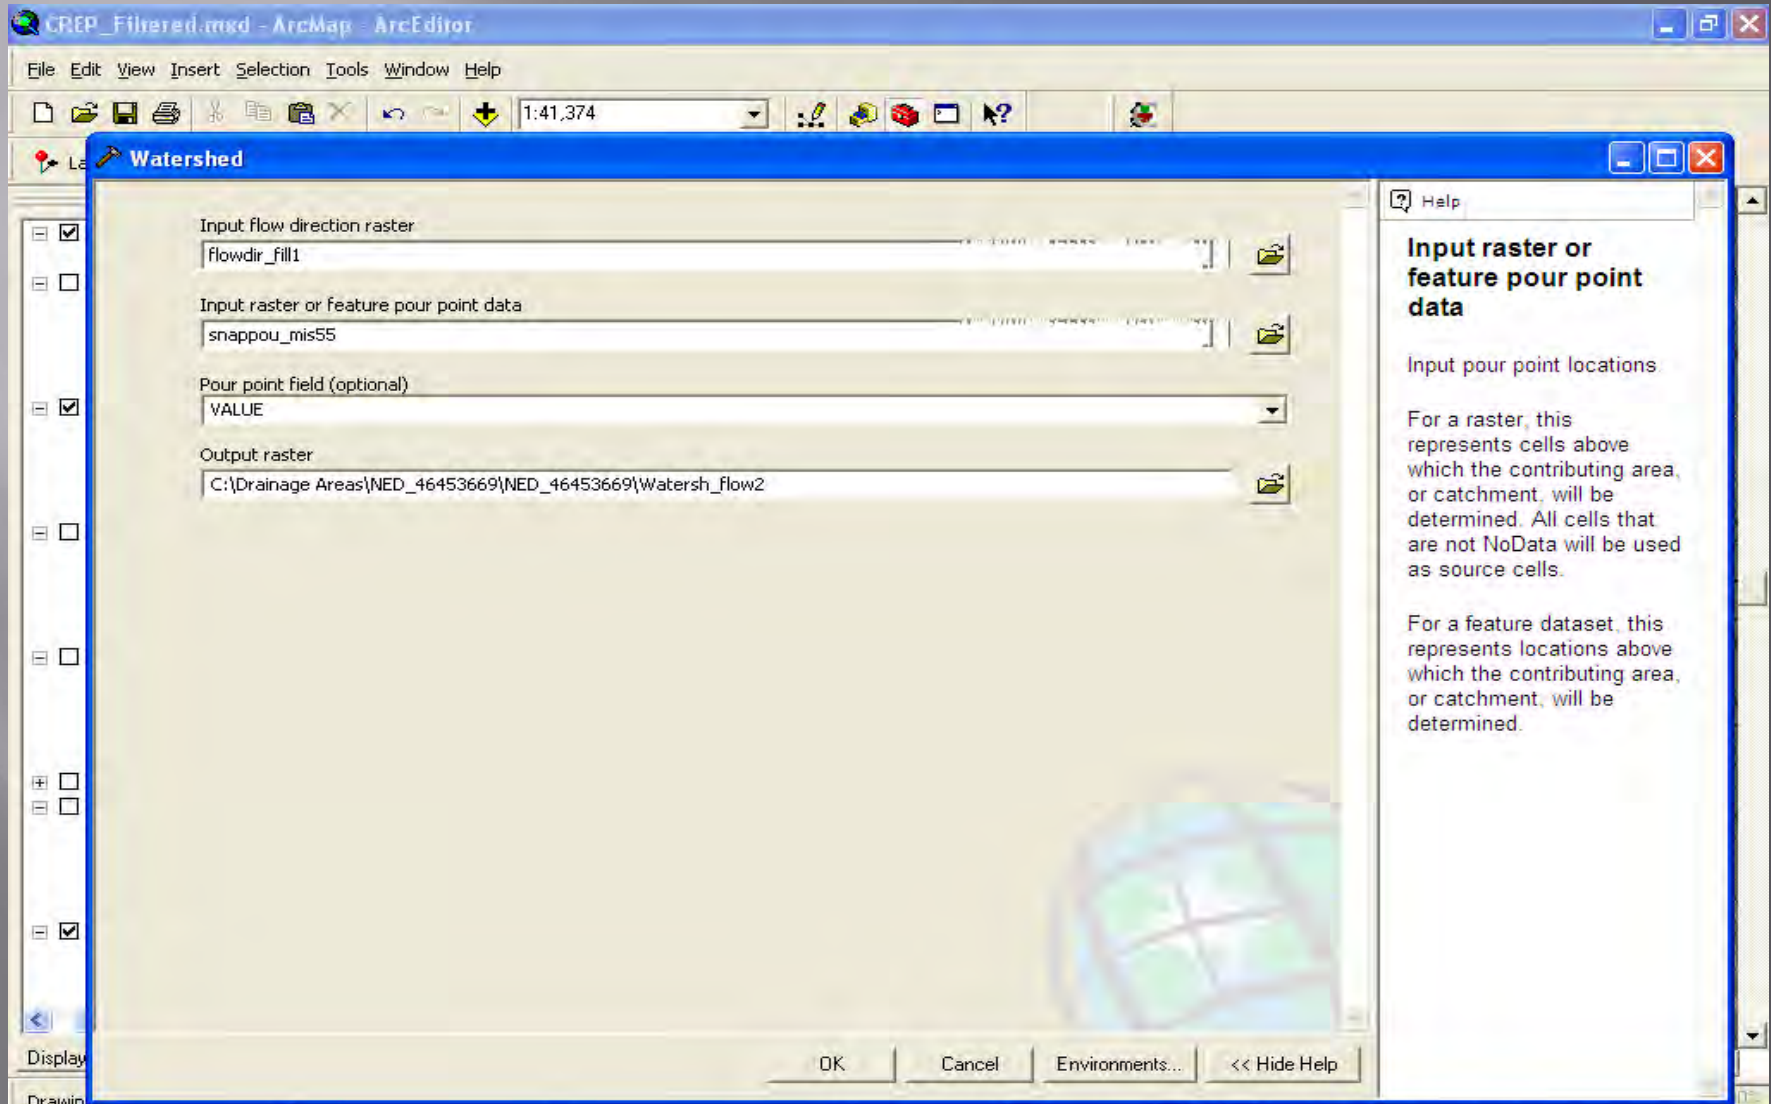 CREP_Filtered.mxd - ArcMap - ArcEditor
File Edit View Insert Selection Tools Window Help
1:41,374
La
Watershed
Input flow direction raster
flowdir_fill1
Input raster or feature pour point data
snappou_mis55
Pour point field (optional)
VALUE
Output raster
C:\Drainage Areas\NED_46453669\NED_46453669\Watersh_flow2
OK Cancel Environments... << Hide Help
Help
Input raster or
feature pour point
data
Input pour point locations
For a raster, this
represents cells above
which the contributing area,
or catchment, will be
determined. All cells that
are not NoData will be used
as source cells.
For a feature dataset, this
represents locations above
which the contributing area,
or catchment, will be
determined.
Display
Drawin